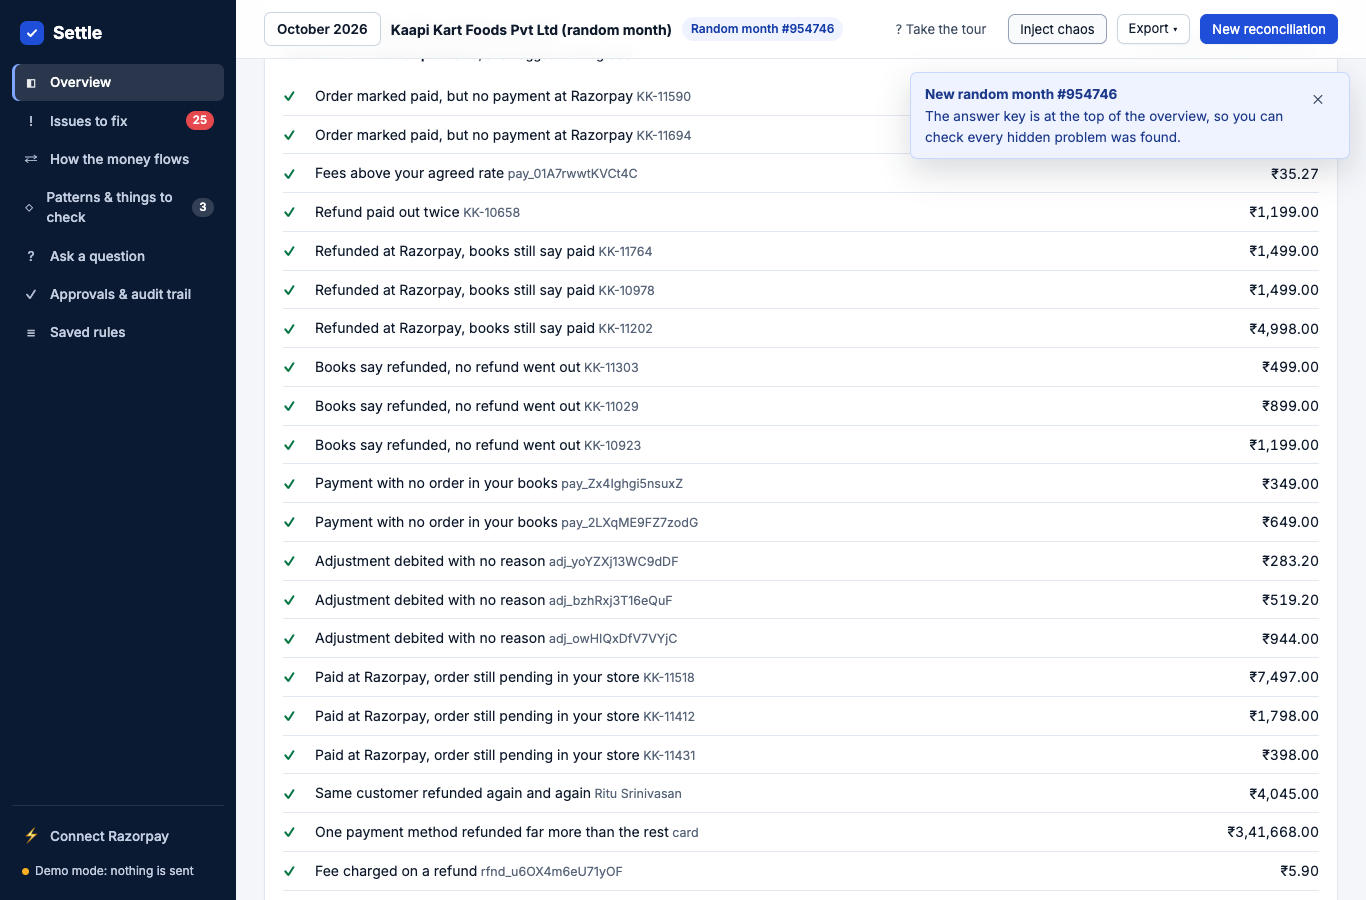 Settle
Overview
Issues to fix 25
How the money flows
Patterns & things to check 3
Ask a question
Approvals & audit trail
Saved rules
Connect Razorpay
Demo mode: nothing is sent
October 2026 Kaapi Kart Foods Pvt Ltd (random month) Random month #954746 ? Take the tour Inject chaos Export New reconciliation
New random month #954746
The answer key is at the top of the overview, so you can
check every hidden problem was found.
Order marked paid, but no payment at Razorpay KK-11590
Order marked paid, but no payment at Razorpay KK-11694
Fees above your agreed rate pay_01A7rwwtKVCt4C ₹35.27
Refund paid out twice KK-10658 ₹1,199.00
Refunded at Razorpay, books still say paid KK-11764 ₹1,499.00
Refunded at Razorpay, books still say paid KK-10978 ₹1,499.00
Refunded at Razorpay, books still say paid KK-11202 ₹4,998.00
Books say refunded, no refund went out KK-11303 ₹499.00
Books say refunded, no refund went out KK-11029 ₹899.00
Books say refunded, no refund went out KK-10923 ₹1,199.00
Payment with no order in your books pay_Zx4Ighgi5nsuxZ ₹349.00
Payment with no order in your books pay_2LXqME9FZ7zodG ₹649.00
Adjustment debited with no reason adj_yoYZXj13WC9dDF ₹283.20
Adjustment debited with no reason adj_bzhRxj3T16eQuF ₹519.20
Adjustment debited with no reason adj_owHIQxDfV7VYjC ₹944.00
Paid at Razorpay, order still pending in your store KK-11518 ₹7,497.00
Paid at Razorpay, order still pending in your store KK-11412 ₹1,798.00
Paid at Razorpay, order still pending in your store KK-11431 ₹398.00
Same customer refunded again and again Ritu Srinivasan ₹4,045.00
One payment method refunded far more than the rest card ₹3,41,668.00
Fee charged on a refund rfnd_u6OX4m6eU71yOF ₹5.90